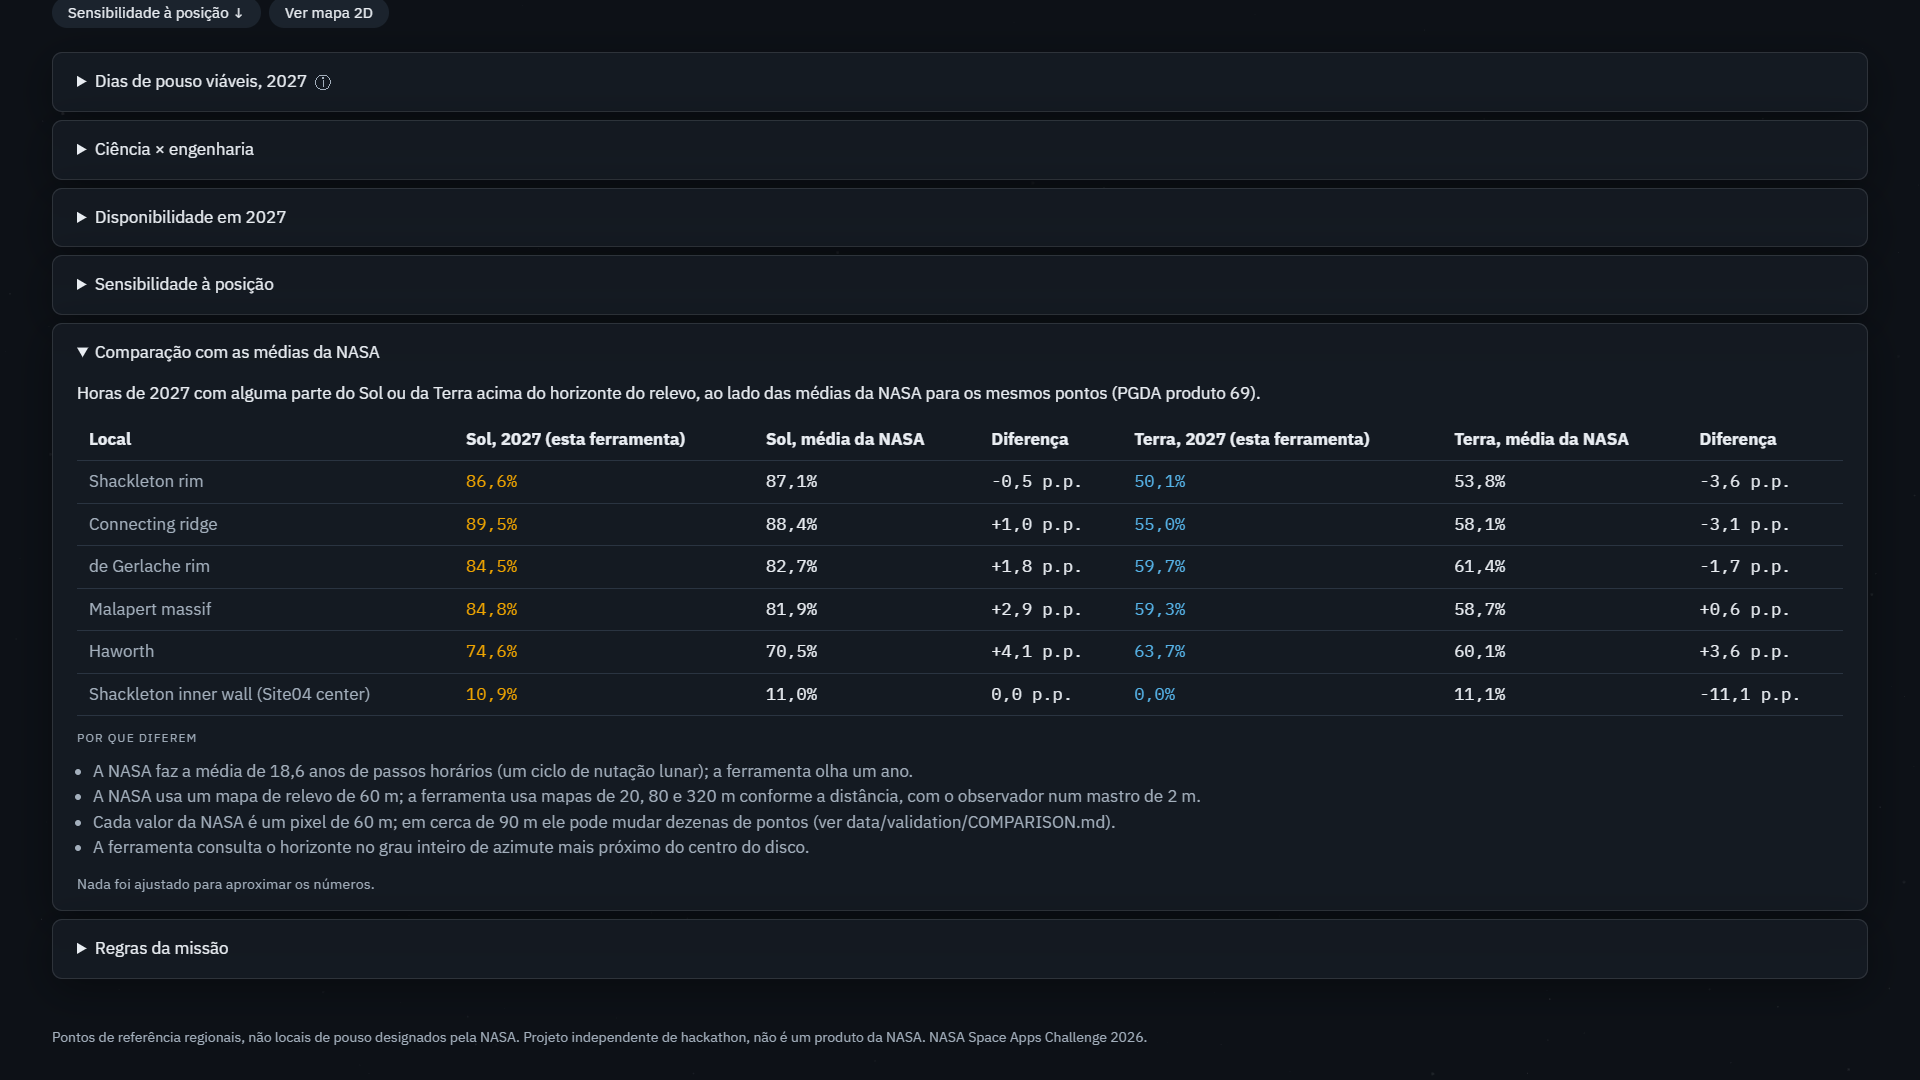 Sensibilidade à posição ↓ Ver mapa 2D
▶ Dias de pouso viáveis, 2027 ⓘ
▶ Ciência × engenharia
▶ Disponibilidade em 2027
▶ Sensibilidade à posição
▼ Comparação com as médias da NASA
Horas de 2027 com alguma parte do Sol ou da Terra acima do horizonte do relevo, ao lado das médias da NASA para os mesmos pontos (PGDA produto 69).
Local Sol, 2027 (esta ferramenta) Sol, média da NASA Diferença Terra, 2027 (esta ferramenta) Terra, média da NASA Diferença
Shackleton rim 86,6% 87,1% -0,5 p.p. 50,1% 53,8% -3,6 p.p.
Connecting ridge 89,5% 88,4% +1,0 p.p. 55,0% 58,1% -3,1 p.p.
de Gerlache rim 84,5% 82,7% +1,8 p.p. 59,7% 61,4% -1,7 p.p.
Malapert massif 84,8% 81,9% +2,9 p.p. 59,3% 58,7% +0,6 p.p.
Haworth 74,6% 70,5% +4,1 p.p. 63,7% 60,1% +3,6 p.p.
Shackleton inner wall (Site04 center) 10,9% 11,0% 0,0 p.p. 0,0% 11,1% -11,1 p.p.
POR QUE DIFEREM
• A NASA faz a média de 18,6 anos de passos horários (um ciclo de nutação lunar); a ferramenta olha um ano.
• A NASA usa um mapa de relevo de 60 m; a ferramenta usa mapas de 20, 80 e 320 m conforme a distância, com o observador num mastro de 2 m.
• Cada valor da NASA é um pixel de 60 m; em cerca de 90 m ele pode mudar dezenas de pontos (ver data/validation/COMPARISON.md).
• A ferramenta consulta o horizonte no grau inteiro de azimute mais próximo do centro do disco.
Nada foi ajustado para aproximar os números.
▶ Regras da missão
Pontos de referência regionais, não locais de pouso designados pela NASA. Projeto independente de hackathon, não é um produto da NASA. NASA Space Apps Challenge 2026.